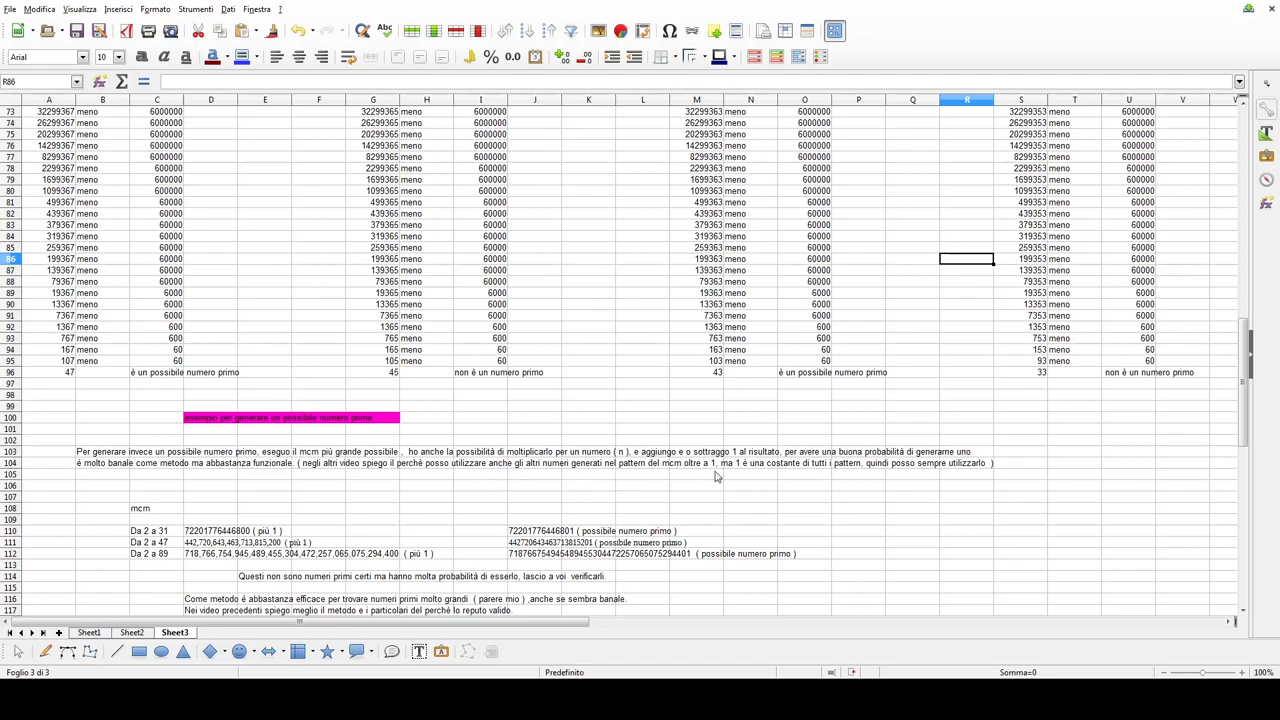 File Modifica Visualizza Inserisci Formato Strumenti Dati Finestra ?
Arial 10
R86
A B C D E F G H I J K L M N O P Q R S T U V
73 32299367 meno 6000000 32299365 meno 6000000 32299363 meno 6000000 32299353 meno 6000000
74 26299367 meno 6000000 26299365 meno 6000000 26299363 meno 6000000 26299353 meno 6000000
75 20299367 meno 6000000 20299365 meno 6000000 20299363 meno 6000000 20299353 meno 6000000
76 14299367 meno 6000000 14299365 meno 6000000 14299363 meno 6000000 14299353 meno 6000000
77 8299367 meno 6000000 8299365 meno 6000000 8299363 meno 6000000 8299353 meno 6000000
78 2299367 meno 600000 2299365 meno 600000 2299363 meno 600000 2299353 meno 600000
79 1699367 meno 600000 1699365 meno 600000 1699363 meno 600000 1699353 meno 600000
80 1099367 meno 600000 1099365 meno 600000 1099363 meno 600000 1099353 meno 600000
81 499367 meno 60000 499365 meno 60000 499363 meno 60000 499353 meno 60000
82 439367 meno 60000 439365 meno 60000 439363 meno 60000 439353 meno 60000
83 379367 meno 60000 379365 meno 60000 379363 meno 60000 379353 meno 60000
84 319367 meno 60000 319365 meno 60000 319363 meno 60000 319353 meno 60000
85 259367 meno 60000 259365 meno 60000 259363 meno 60000 259353 meno 60000
86 199367 meno 60000 199365 meno 60000 199363 meno 60000 199353 meno 60000
87 139367 meno 60000 139365 meno 60000 139363 meno 60000 139353 meno 60000
88 79367 meno 60000 79365 meno 60000 79363 meno 60000 79353 meno 60000
89 19367 meno 6000 19365 meno 6000 19363 meno 6000 19353 meno 6000
90 13367 meno 6000 13365 meno 6000 13363 meno 6000 13353 meno 6000
91 7367 meno 6000 7365 meno 6000 7363 meno 6000 7353 meno 6000
92 1367 meno 600 1365 meno 600 1363 meno 600 1353 meno 600
93 767 meno 600 765 meno 600 763 meno 600 753 meno 600
94 167 meno 60 165 meno 60 163 meno 60 153 meno 60
95 107 meno 60 105 meno 60 103 meno 60 93 meno 60
96 47 é un possibile numero primo 45 non è un numero primo 43 é un possibile numero primo 33 non è un numero primo
97
98
99
100 esempio per generare un possibile numero primo
101
102
103 Per generare invece un possibile numero primo, eseguo il mcm più grande possibile , ho anche la possibilità di moltiplicarlo per un numero ( n ), e aggiungo e o sottraggo 1 al risultato, per avere una buona probabilità di generarne uno.
104 é molto banale come metodo ma abbastanza funzionale. ( negli altri video spiego il perché posso utilizzare anche gli altri numeri generati nel pattern del mcm oltre a 1, ma 1 è una costante di tutti i pattern, quindi posso sempre utilizzarlo )
105
106
107
108 mcm
109
110 Da 2 a 31 72201776446800 ( più 1 ) 72201776446801 ( possibile numero primo )
111 Da 2 a 47 442,720,643,463,713,815,200 ( più 1 ) 442720643463713815201 ( possibile numero primo )
112 Da 2 a 89 718,766,754,945,489,455,304,472,257,065,075,294,400 ( più 1 ) 718766754945489455304472257065075294401 ( possibile numero primo )
113
114 Questi non sono numeri primi certi ma hanno molta probabilità di esserlo, lascio a voi verificarli.
115
116 Come metodo é abbastanza efficace per trovare numeri primi molto grandi ( parere mio ) ,anche se sembra banale.
117 Nei video precedenti spiego meglio il metodo e i particolari del perché lo reputo valido.
Sheet1 Sheet2 Sheet3
Foglio 3 di 3 Predefinito Somma=0 100%